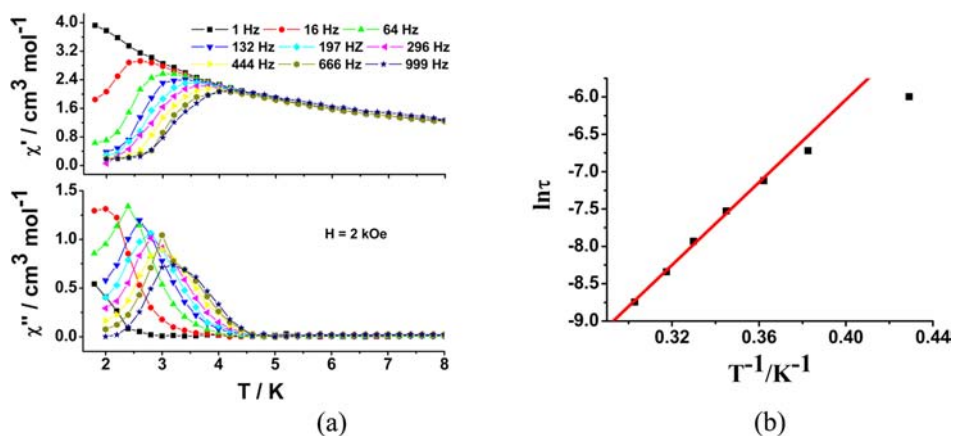 χ' / cm³ mol⁻¹
4.0
3.2
2.4
1.6
0.8
0.0
1 Hz 16 Hz 64 Hz
132 Hz 197 HZ 296 Hz
444 Hz 666 Hz 999 Hz
χ'' / cm³ mol⁻¹
1.5
1.0
0.5
0.0
H = 2 kOe
2 3 4 5 6 7 8
T / K
(a)
lnτ
-6.0
-6.5
-7.0
-7.5
-8.0
-8.5
-9.0
0.32 0.36 0.40 0.44
T⁻¹/K⁻¹
(b)